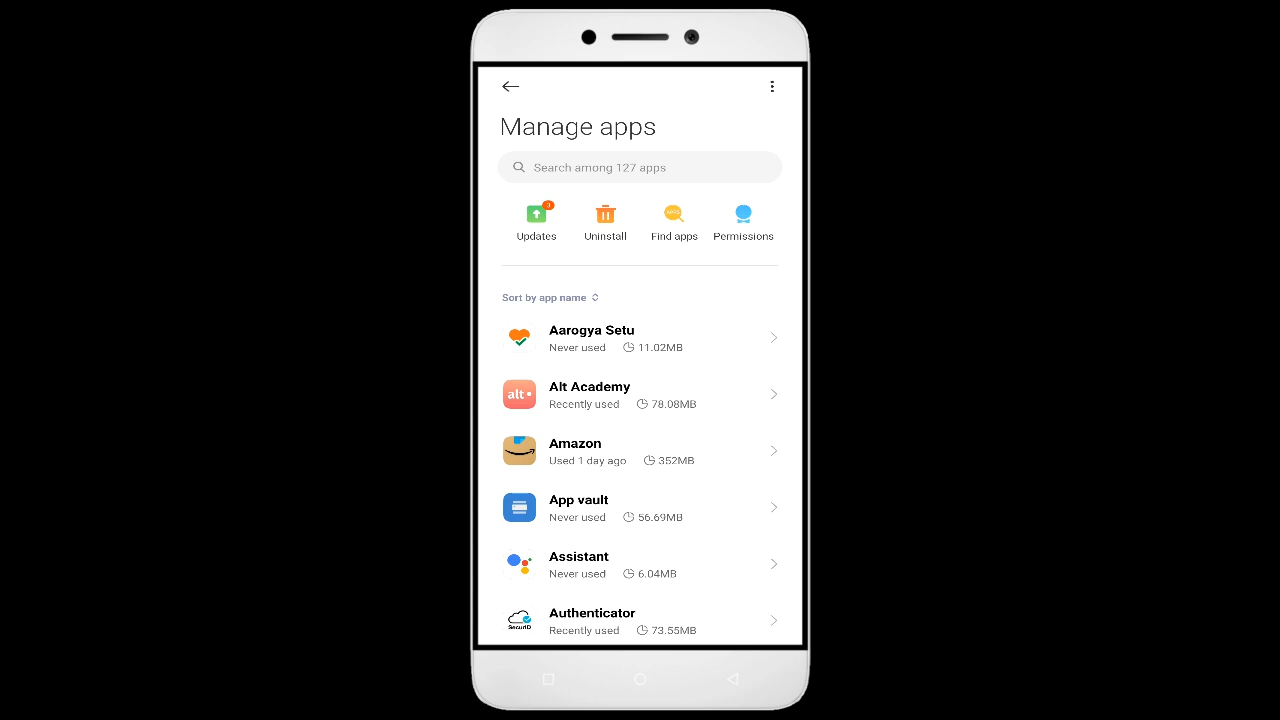 Manage apps
Search among 127 apps
3
APPS
Updates Uninstall Find apps Permissions
Sort by app name
Aarogya Setu
Never used 11.02MB
alt
Alt Academy
Recently used 78.08MB
Amazon
Used 1 day ago 352MB
App vault
Never used 56.69MB
Assistant
Never used 6.04MB
SecurID
Authenticator
Recently used 73.55MB